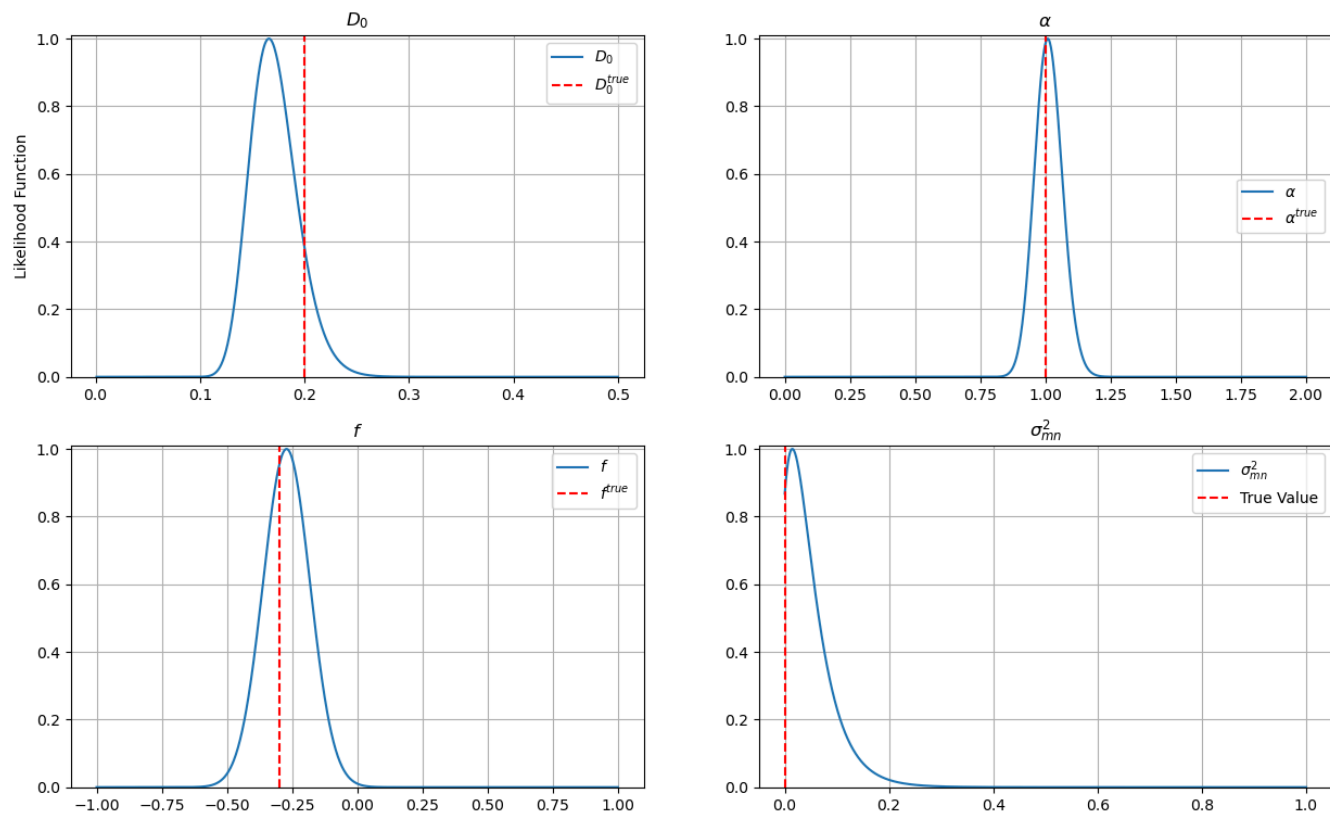 D₀
1.0
0.8
0.6
0.4
0.2
0.0
Likelihood Function
D₀
D₀ᵗʳᵘᵉ
0.0 0.1 0.2 0.3 0.4 0.5
α
1.0
0.8
0.6
0.4
0.2
0.0
α
αᵗʳᵘᵉ
0.00 0.25 0.50 0.75 1.00 1.25 1.50 1.75 2.00
f
1.0
0.8
0.6
0.4
0.2
0.0
f
fᵗʳᵘᵉ
−1.00 −0.75 −0.50 −0.25 0.00 0.25 0.50 0.75 1.00
σ²ₘₙ
1.0
0.8
0.6
0.4
0.2
0.0
σ²ₘₙ
True Value
0.0 0.2 0.4 0.6 0.8 1.0